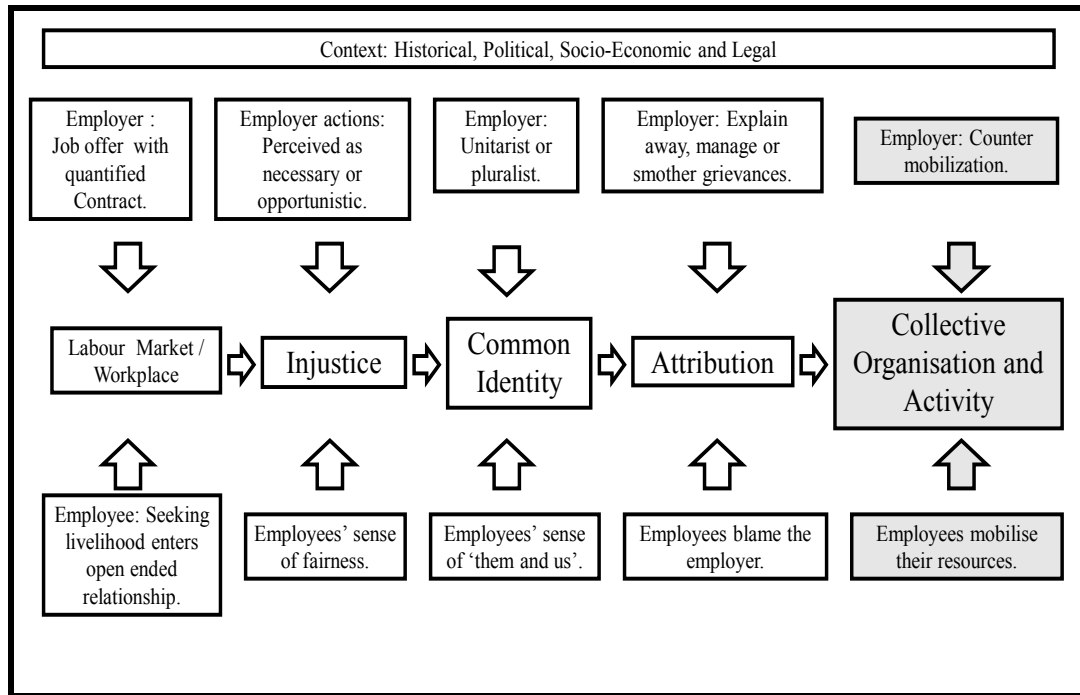 Context: Historical, Political, Socio-Economic and Legal
Employer :
Job offer with
quantified
Contract.
Employer actions:
Perceived as
necessary or
opportunistic.
Employer:
Unitarist or
pluralist.
Employer: Explain
away, manage or
smother grievances.
Employer: Counter
mobilization.
Labour Market /
Workplace
Injustice
Common
Identity
Attribution
Collective
Organisation and
Activity
Employee: Seeking
livelihood enters
open ended
relationship.
Employees’ sense
of fairness.
Employees’ sense
of ‘them and us’.
Employees blame the
employer.
Employees mobilise
their resources.